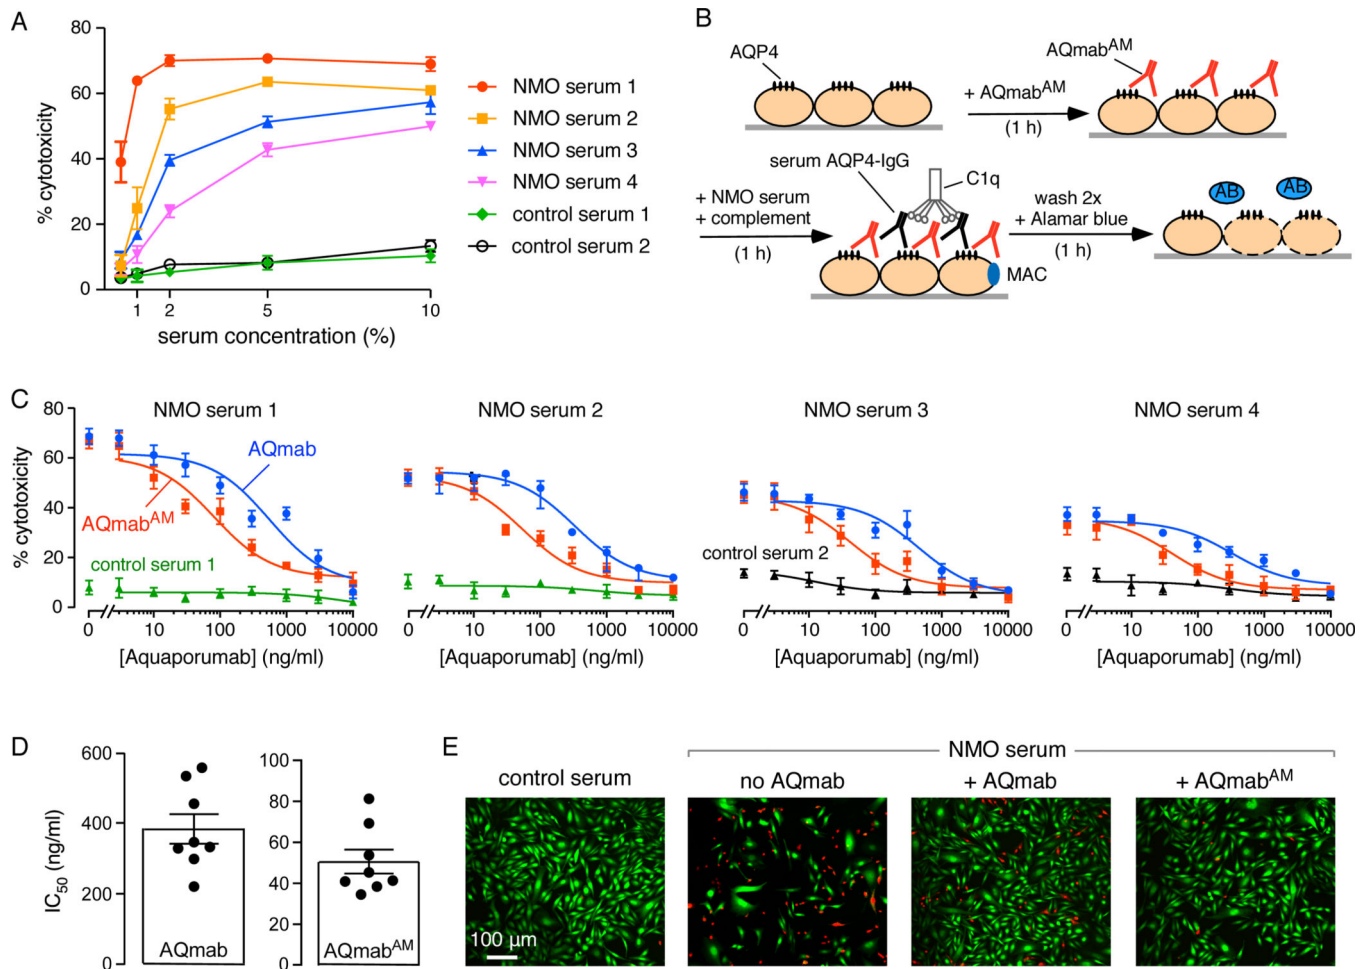 A
80
60
40
20
0
% cytotoxicity
1
2
5
10
serum concentration (%)
NMO serum 1
NMO serum 2
NMO serum 3
NMO serum 4
control serum 1
control serum 2
B
AQP4
+ AQmabAM
(1 h)
AQmabAM
+ NMO serum
+ complement
(1 h)
serum AQP4-IgG
C1q
MAC
wash 2x
+ Alamar blue
(1 h)
AB
AB
C
80
60
40
20
0
% cytotoxicity
NMO serum 1
AQmab
AQmabAM
control serum 1
0 10 100 1000 10000
[Aquaporumab] (ng/ml)
NMO serum 2
0 10 100 1000 10000
[Aquaporumab] (ng/ml)
NMO serum 3
control serum 2
0 10 100 1000 10000
[Aquaporumab] (ng/ml)
NMO serum 4
0 10 100 1000 10000
[Aquaporumab] (ng/ml)
D
600
400
200
0
IC50 (ng/ml)
AQmab
100
80
60
40
20
0
AQmabAM
E
NMO serum
control serum
no AQmab
+ AQmab
+ AQmabAM
100 µm